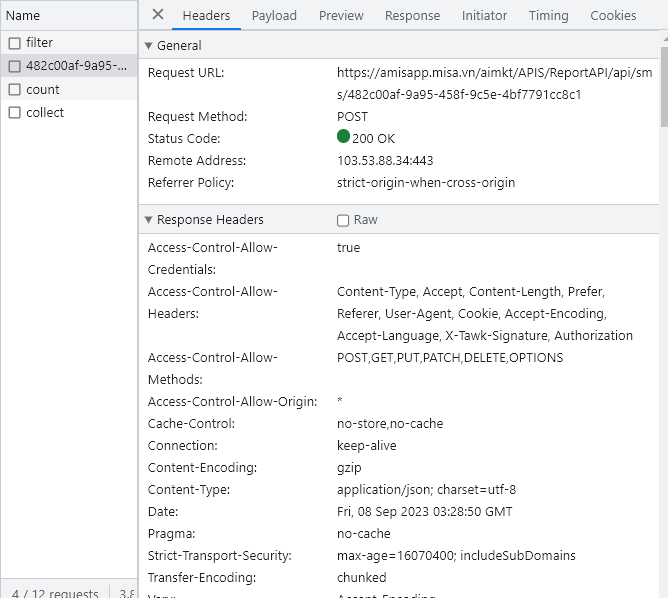 Name
filter
482c00af-9a95-...
count
collect
4 / 12 requests
3.8
Headers Payload Preview Response Initiator Timing Cookies
General
Request URL: https://amisapp.misa.vn/aimkt/APIS/ReportAPI/api/sm
s/482c00af-9a95-458f-9c5e-4bf7791cc8c1
Request Method: POST
Status Code: 200 OK
Remote Address: 103.53.88.34:443
Referrer Policy: strict-origin-when-cross-origin
Response Headers Raw
Access-Control-Allow- true
Credentials:
Access-Control-Allow- Content-Type, Accept, Content-Length, Prefer,
Headers: Referer, User-Agent, Cookie, Accept-Encoding,
Accept-Language, X-Tawk-Signature, Authorization
Access-Control-Allow- POST,GET,PUT,PATCH,DELETE,OPTIONS
Methods:
Access-Control-Allow-Origin: *
Cache-Control: no-store,no-cache
Connection: keep-alive
Content-Encoding: gzip
Content-Type: application/json; charset=utf-8
Date: Fri, 08 Sep 2023 03:28:50 GMT
Pragma: no-cache
Strict-Transport-Security: max-age=16070400; includeSubDomains
Transfer-Encoding: chunked
Vary: Accept-Encoding